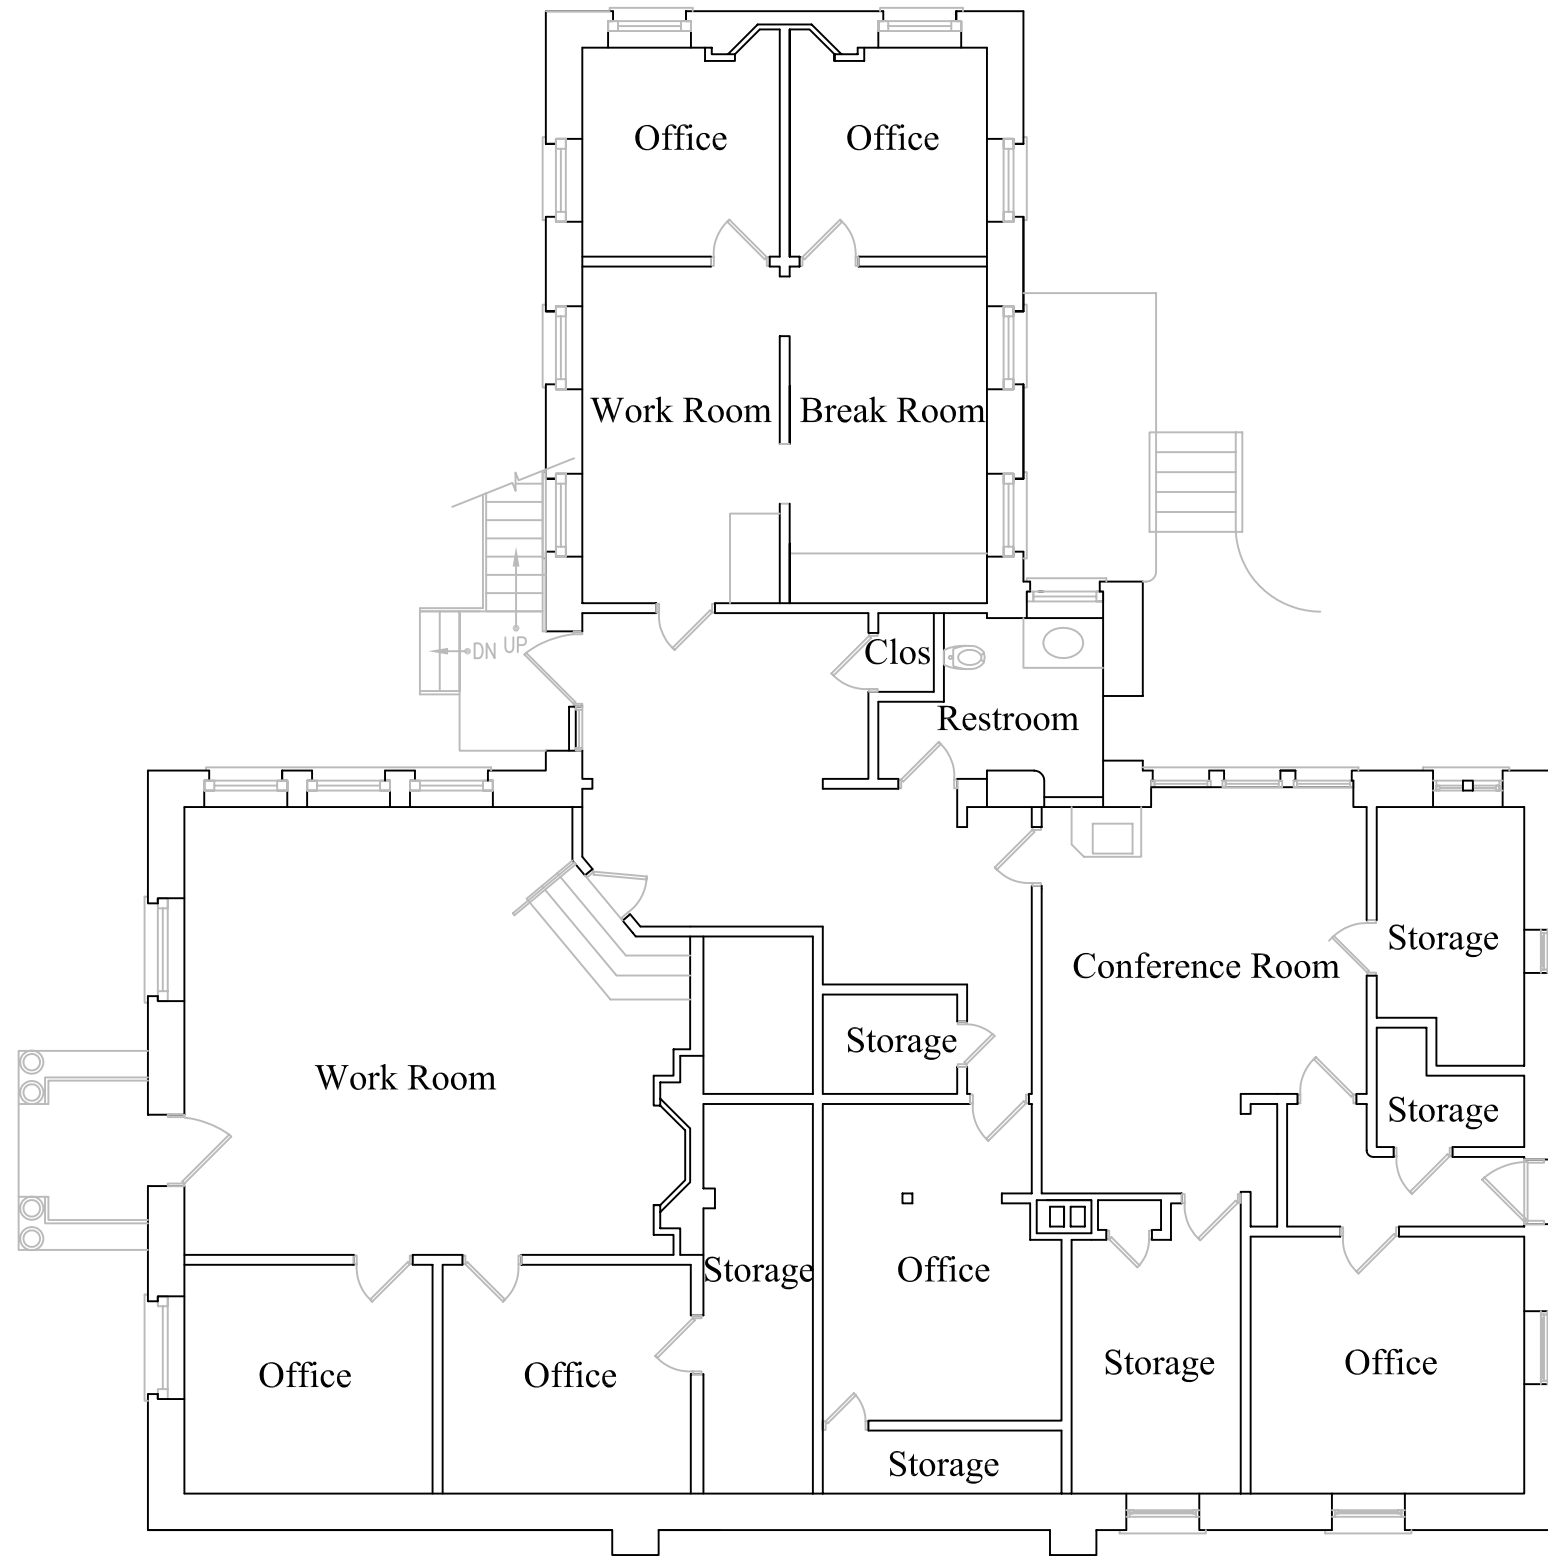 Office
Office
Work Room
Break Room
DN
UP
Clos
Restroom
Storage
Conference Room
Storage
Work Room
Storage
Storage
Office
Storage
Office
Office
Office
Storage
Storage